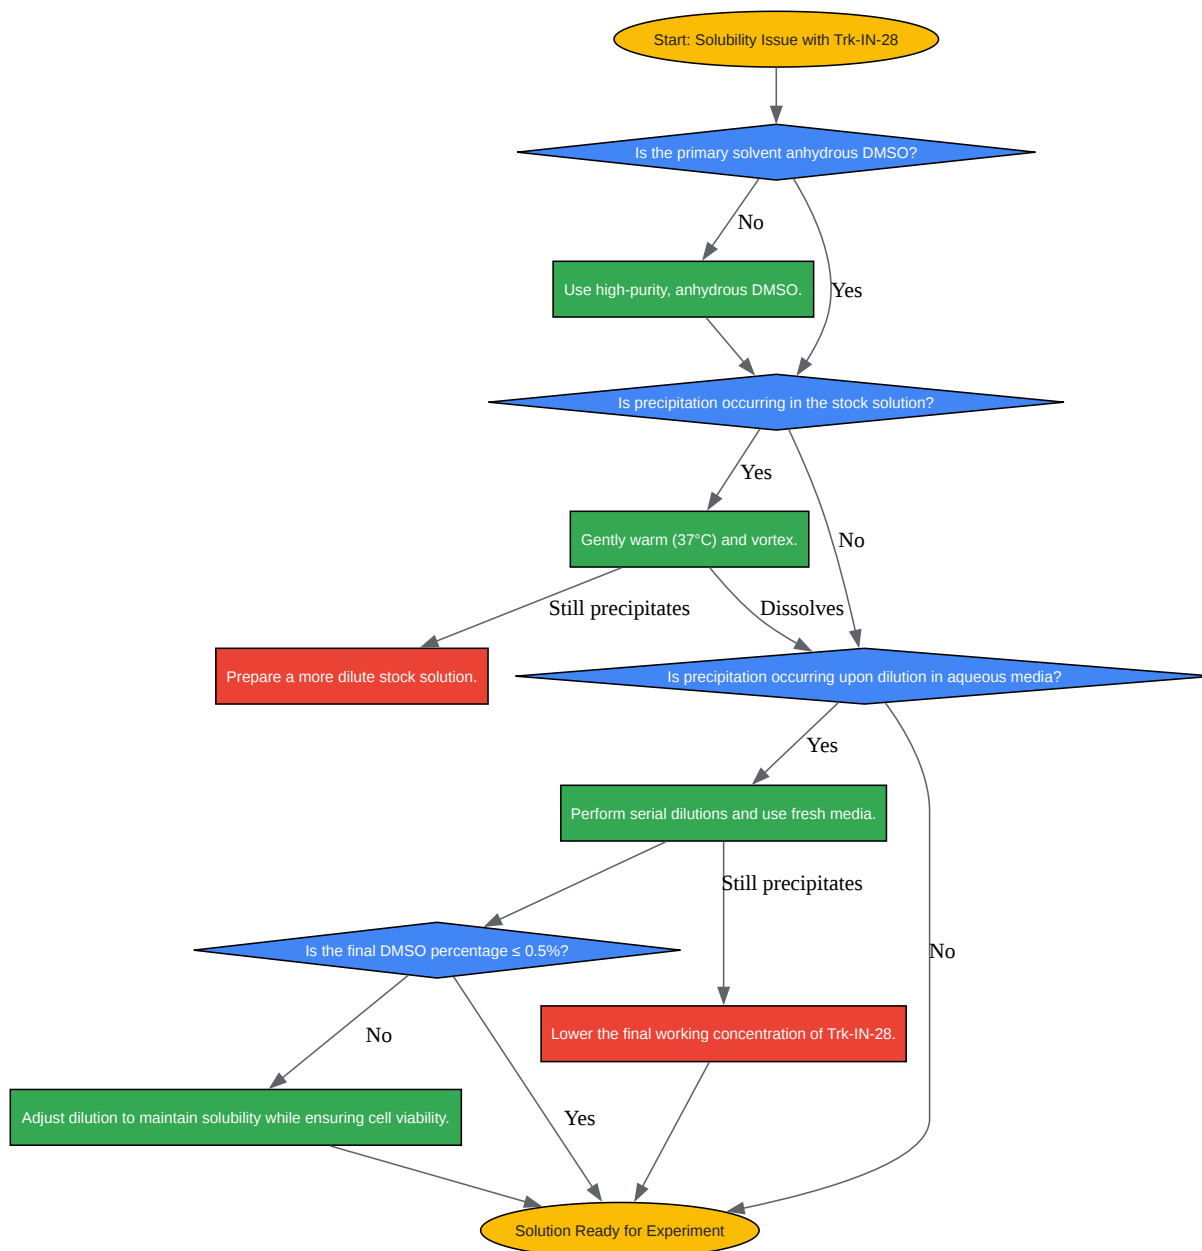 Start: Solubility Issue with Trk-IN-28
Is the primary solvent anhydrous DMSO?
No
Use high-purity, anhydrous DMSO.
Yes
Is precipitation occurring in the stock solution?
Yes
Gently warm (37°C) and vortex.
No
Still precipitates
Dissolves
Prepare a more dilute stock solution.
Is precipitation occurring upon dilution in aqueous media?
Yes
Perform serial dilutions and use fresh media.
Still precipitates
Is the final DMSO percentage ≤ 0.5%?
No
Lower the final working concentration of Trk-IN-28.
No
Adjust dilution to maintain solubility while ensuring cell viability.
Yes
Solution Ready for Experiment